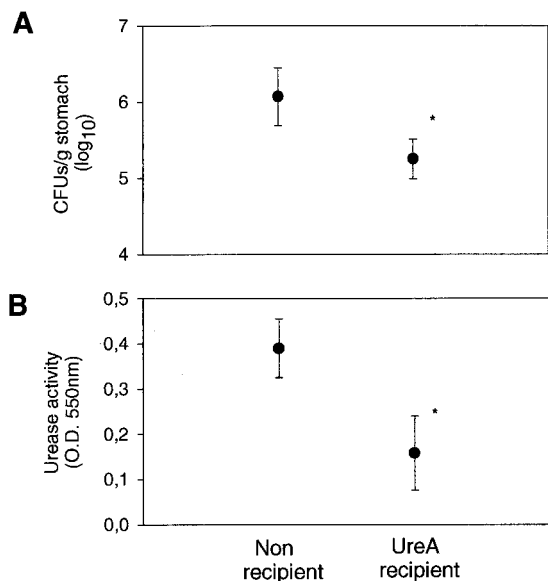 A
CFUs/g stomach
(log10)
7
6
5
4
*
B
Urease activity
(O.D. 550nm)
0,5
0,4
0,3
0,2
0,1
0,0
*
Non
recipient
UreA
recipient